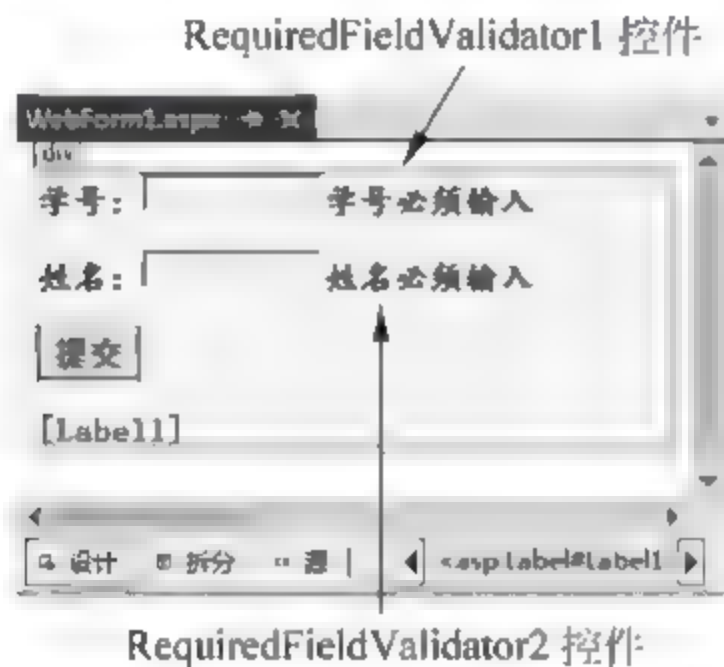 RequiredFieldValidator1 控件
WebForm1.aspx
div
学号: 学号必须输入
姓名: 姓名必须输入
提交
[Label1]
设计 拆分 源 <asp:Label#Label1
RequiredFieldValidator2 控件